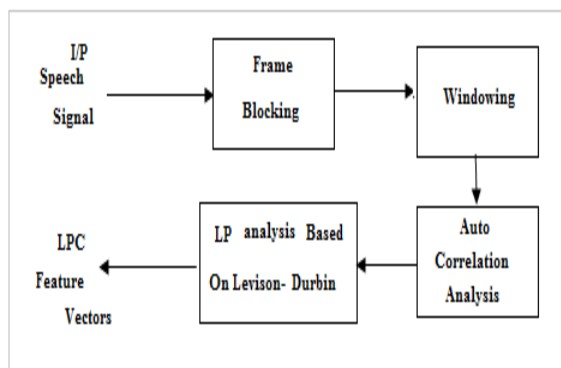 I/P
Speech
Signal
Frame
Blocking
Windowing
Auto
Correlation
Analysis
LP analysis Based
On Levison- Durbin
LPC
Feature
Vectors